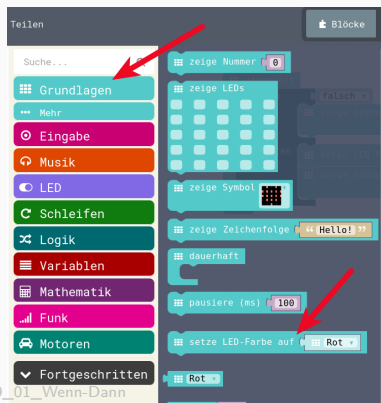 Teilen
Blöcke
Suche...
Grundlagen
Mehr
Eingabe
Musik
LED
Schleifen
Logik
Variablen
Mathematik
Funk
Motoren
Fortgeschritten
zeige Nummer 0
zeige LEDs
zeige Symbol
zeige Zeichenfolge “ Hello! ”
dauerhaft
pausiere (ms) 100
setze LED-Farbe auf Rot
Rot
falsch
_01_Wenn-Dann